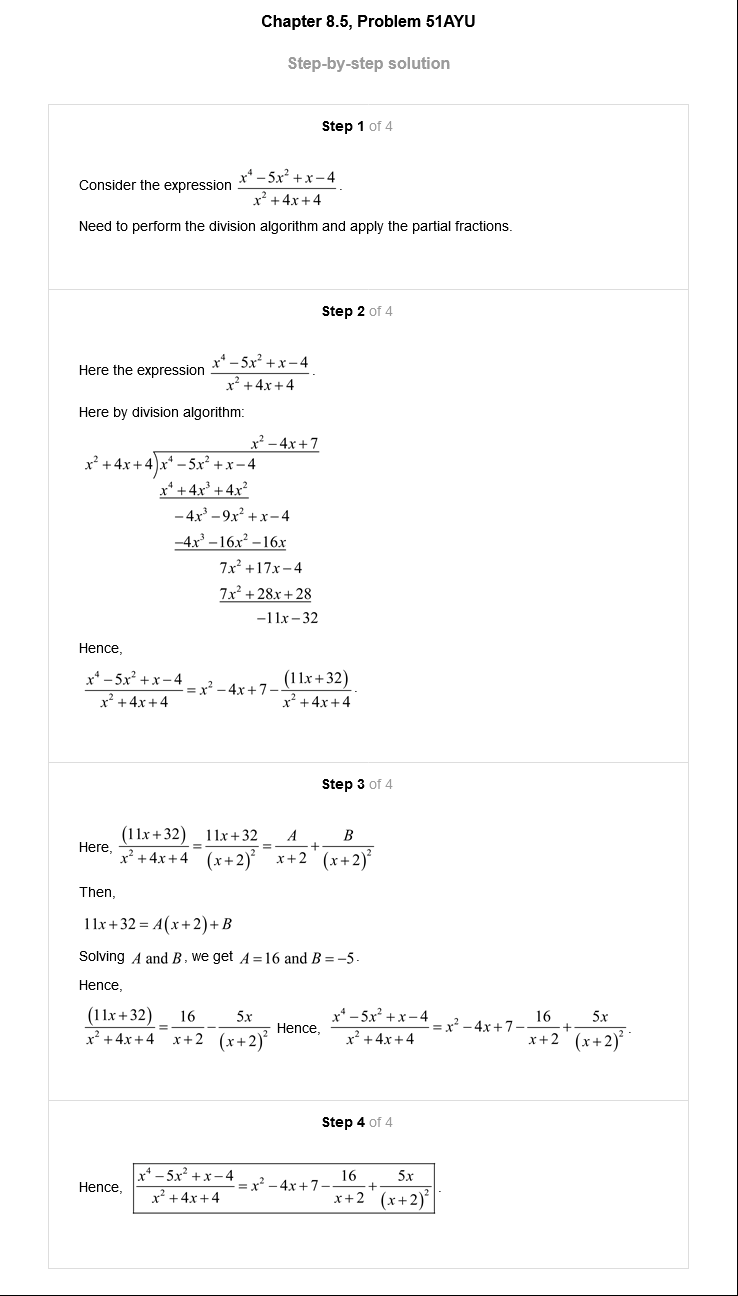 Chapter 8.5, Problem 51AYU
Step-by-step solution
Step 1 of 4
Consider the expression \frac{x^4-5x^2+x-4}{x^2+4x+4}.
Need to perform the division algorithm and apply the partial fractions.
Step 2 of 4
Here the expression \frac{x^4-5x^2+x-4}{x^2+4x+4}.
Here by division algorithm:
x^2-4x+7
x^2+4x+4)x^4-5x^2+x-4
x^4+4x^3+4x^2
-4x^3-9x^2+x-4
-4x^3-16x^2-16x
7x^2+17x-4
7x^2+28x+28
-11x-32
Hence,
\frac{x^4-5x^2+x-4}{x^2+4x+4}=x^2-4x+7-\frac{(11x+32)}{x^2+4x+4}.
Step 3 of 4
Here, \frac{(11x+32)}{x^2+4x+4}=\frac{11x+32}{(x+2)^2}=\frac{A}{x+2}+\frac{B}{(x+2)^2}
Then,
11x+32=A(x+2)+B
Solving A and B, we get A=16 and B=-5.
Hence,
\frac{(11x+32)}{x^2+4x+4}=\frac{16}{x+2}-\frac{5x}{(x+2)^2} Hence, \frac{x^4-5x^2+x-4}{x^2+4x+4}=x^2-4x+7-\frac{16}{x+2}+\frac{5x}{(x+2)^2}.
Step 4 of 4
Hence, \frac{x^4-5x^2+x-4}{x^2+4x+4}=x^2-4x+7-\frac{16}{x+2}+\frac{5x}{(x+2)^2}.